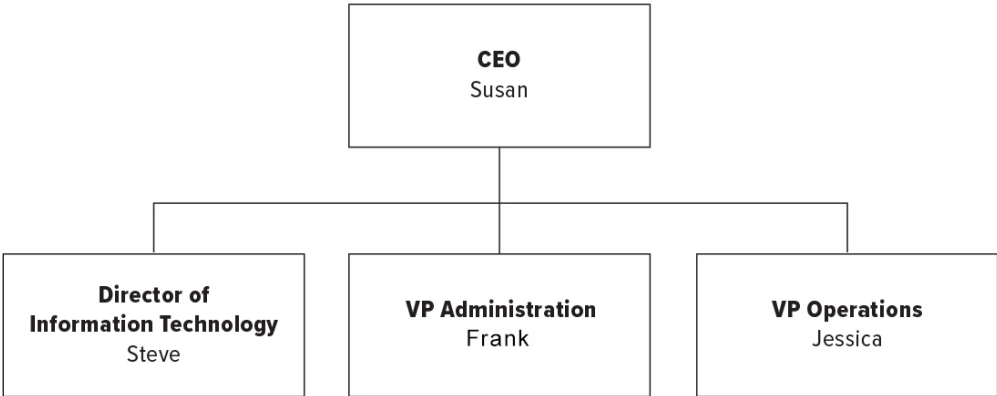 CEO
Susan
Director of
Information Technology
Steve
VP Administration
Frank
VP Operations
Jessica